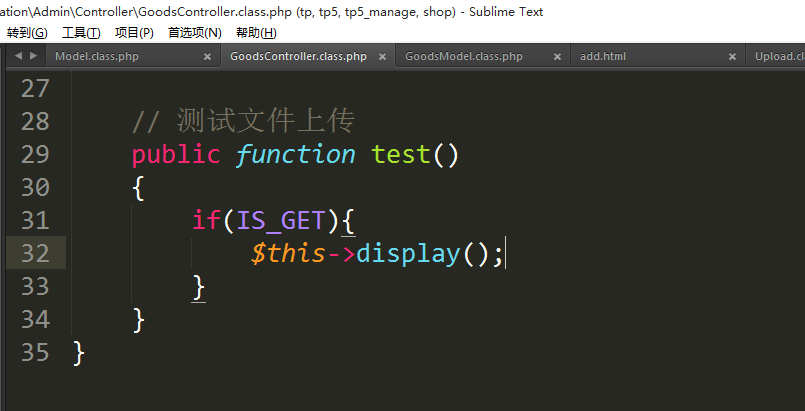 ation\Admin\Controller\GoodsController.class.php (tp, tp5, tp5_manage, shop) - Sublime Text
转到(G) 工具(T) 项目(P) 首选项(N) 帮助(H)
Model.class.php × GoodsController.class.php × GoodsModel.class.php × add.html × Upload.cl
27
28 // 测试文件上传
29 public function test()
30 {
31 if(IS_GET){
32 $this->display();
33 }
34 }
35 }